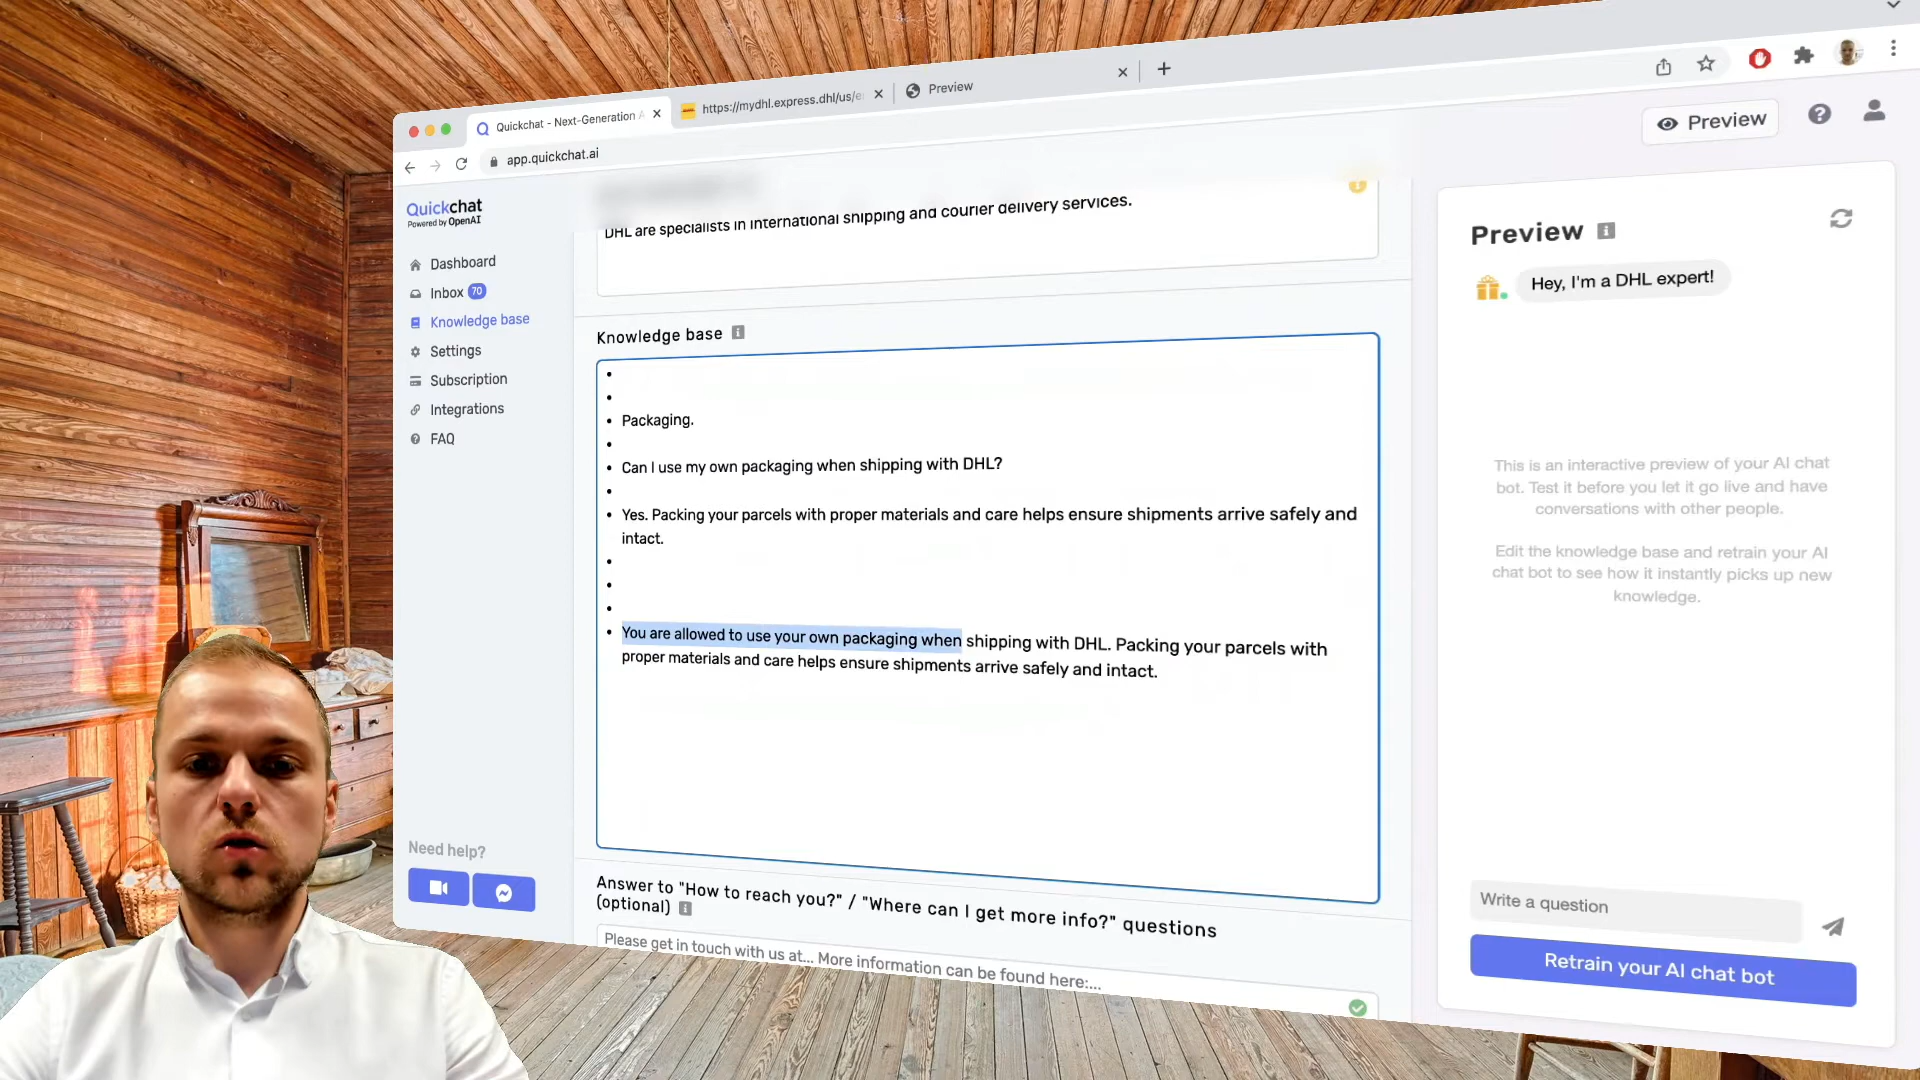 Quickchat - Next-Generation A
https://mydhl.express.dhl/us/e
Preview
app.quickchat.ai
Preview
Quickchat
Powered by OpenAI
Dashboard
Inbox 70
Knowledge base
Settings
Subscription
Integrations
FAQ
Need help?
DHL are specialists in international shipping and courier delivery services.
Knowledge base
Packaging.
Can I use my own packaging when shipping with DHL?
Yes. Packing your parcels with proper materials and care helps ensure shipments arrive safely and
intact.
You are allowed to use your own packaging when shipping with DHL. Packing your parcels with
proper materials and care helps ensure shipments arrive safely and intact.
Answer to "How to reach you?" / "Where can I get more info?" questions
(optional)
Please get in touch with us at... More information can be found here:...
Preview
Hey, I'm a DHL expert!
This is an interactive preview of your AI chat
bot. Test it before you let it go live and have
conversations with other people.
Edit the knowledge base and retrain your AI
chat bot to see how it instantly picks up new
knowledge.
Write a question
Retrain your AI chat bot